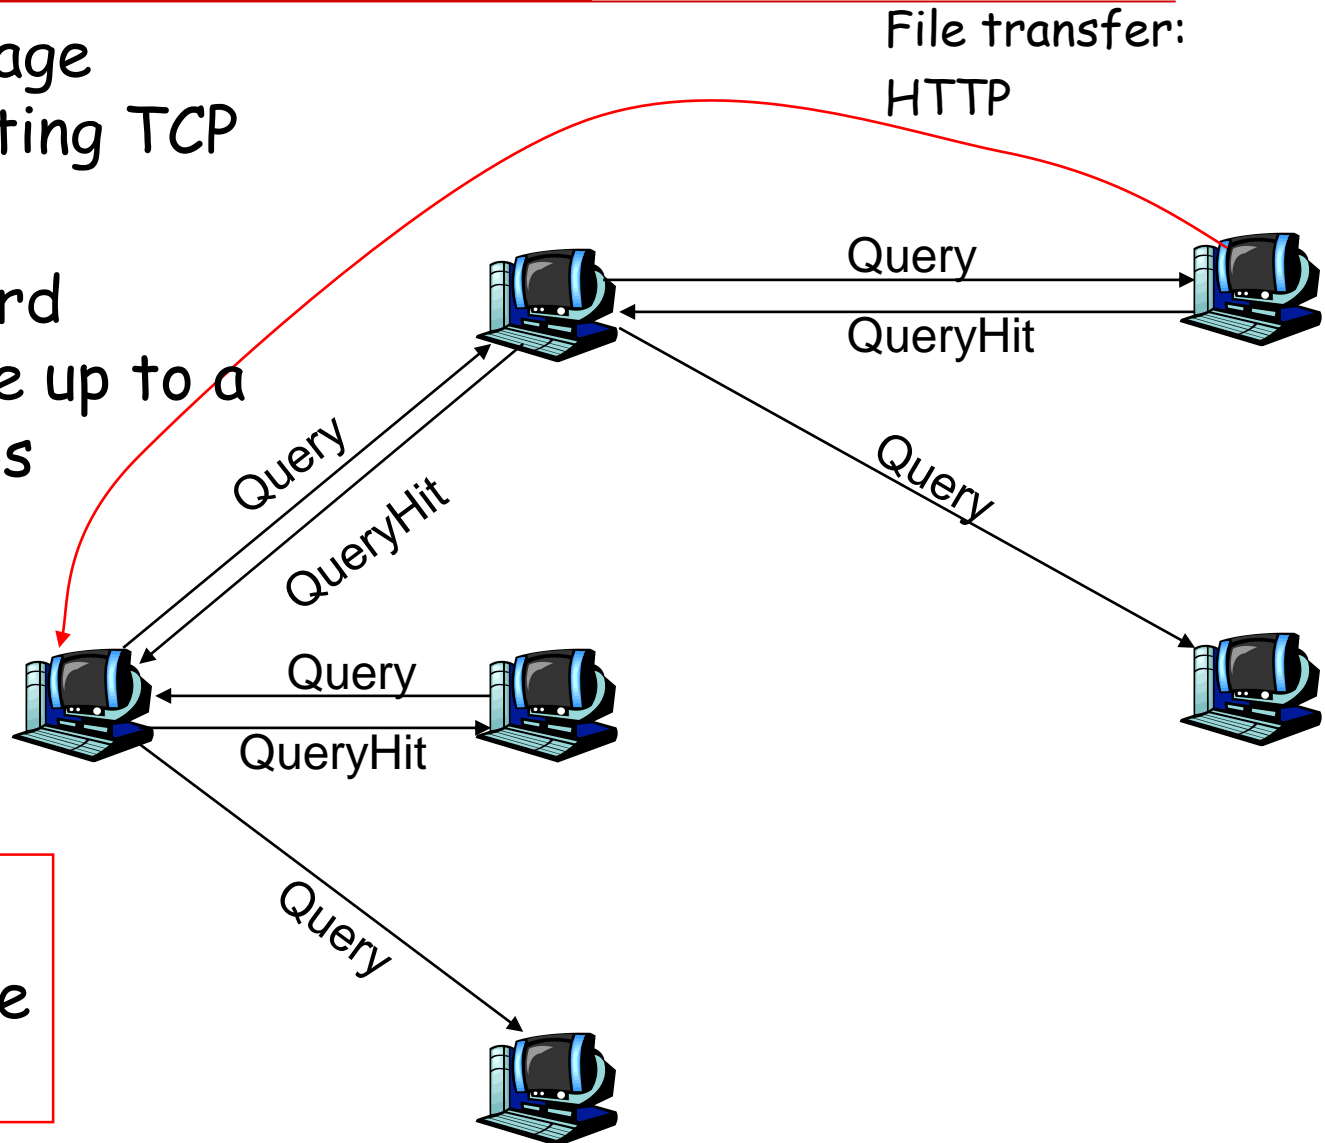 File transfer:
HTTP
age
ting TCP
rd
e up to a
s
Query
QueryHit
Query
QueryHit
Query
Query
QueryHit
Query
e